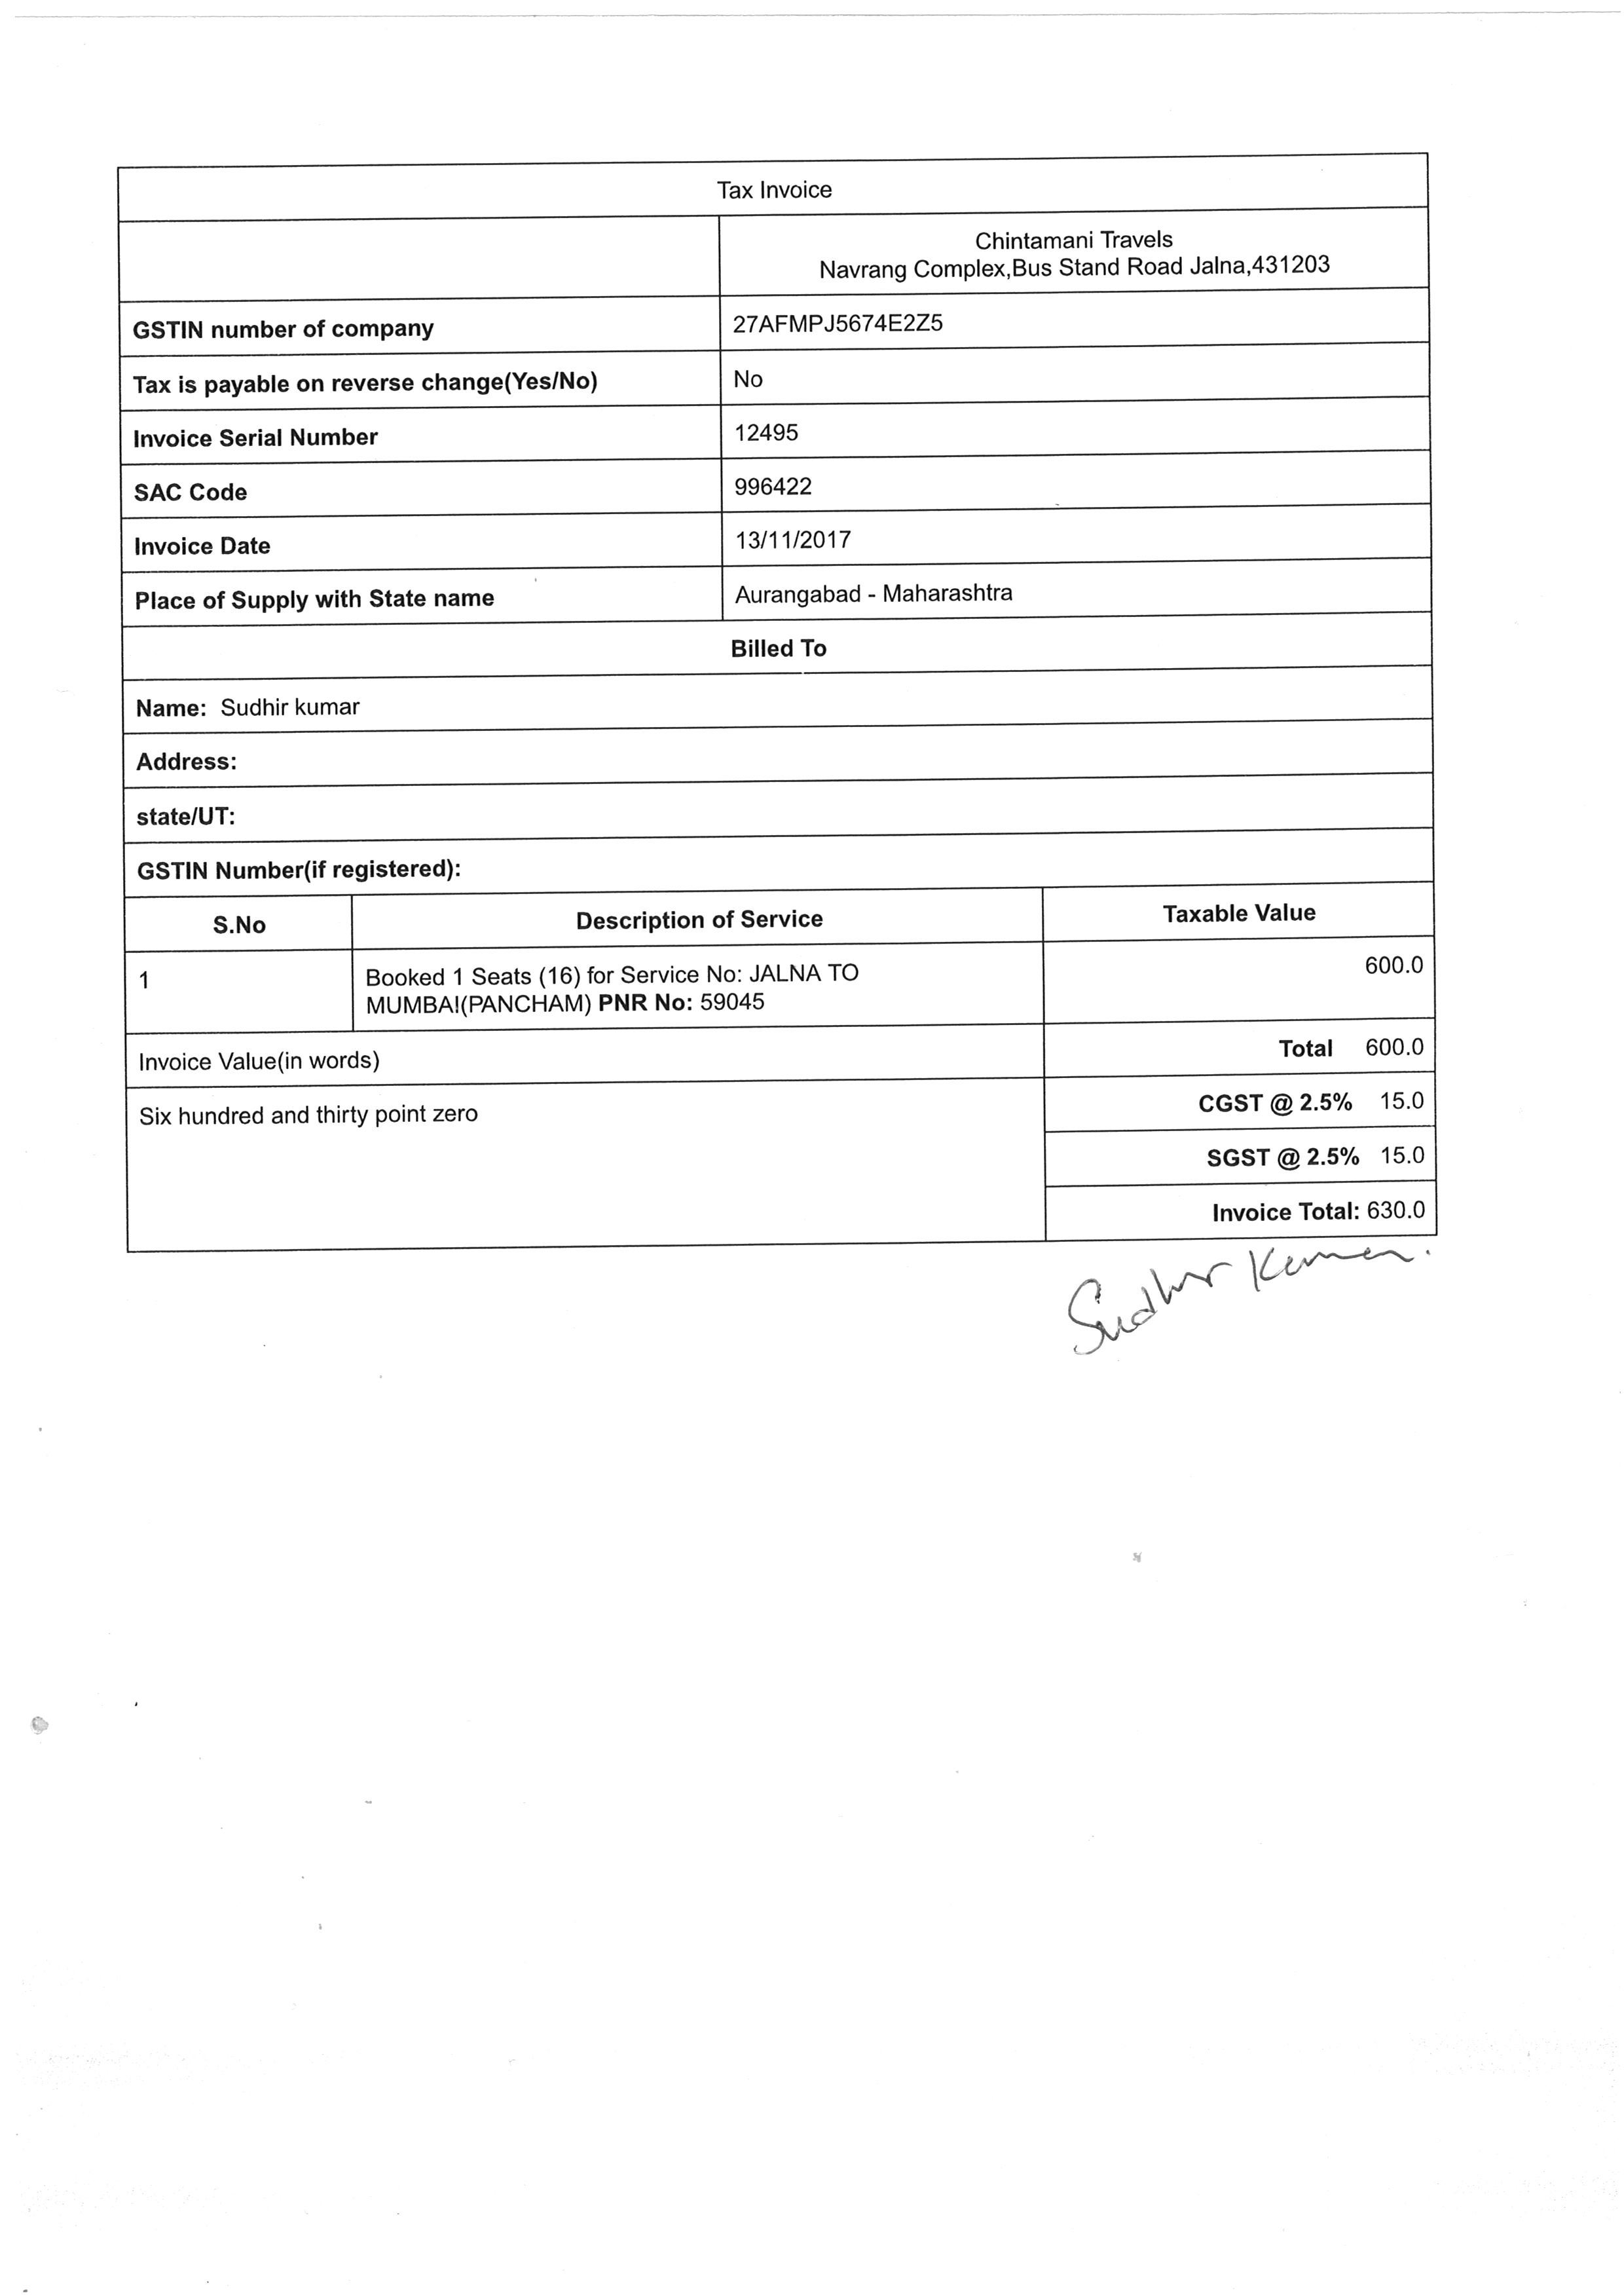 Tax Invoice
Chintamani Travels
Navrang Complex,Bus Stand Road Jalna,431203
GSTIN number of company 27AFMPJ5674E2Z5
Tax is payable on reverse change(Yes/No) No
Invoice Serial Number 12495
SAC Code 996422
Invoice Date 13/11/2017
Place of Supply with State name Aurangabad - Maharashtra
Billed To
Name: Sudhir kumar
Address:
state/UT:
GSTIN Number(if registered):
S.No Description of Service Taxable Value
1 Booked 1 Seats (16) for Service No: JALNA TO 600.0
MUMBAI(PANCHAM) PNR No: 59045
Invoice Value(in words) Total 600.0
Six hundred and thirty point zero CGST @ 2.5% 15.0
SGST @ 2.5% 15.0
Invoice Total: 630.0
Sudhir Kumar.